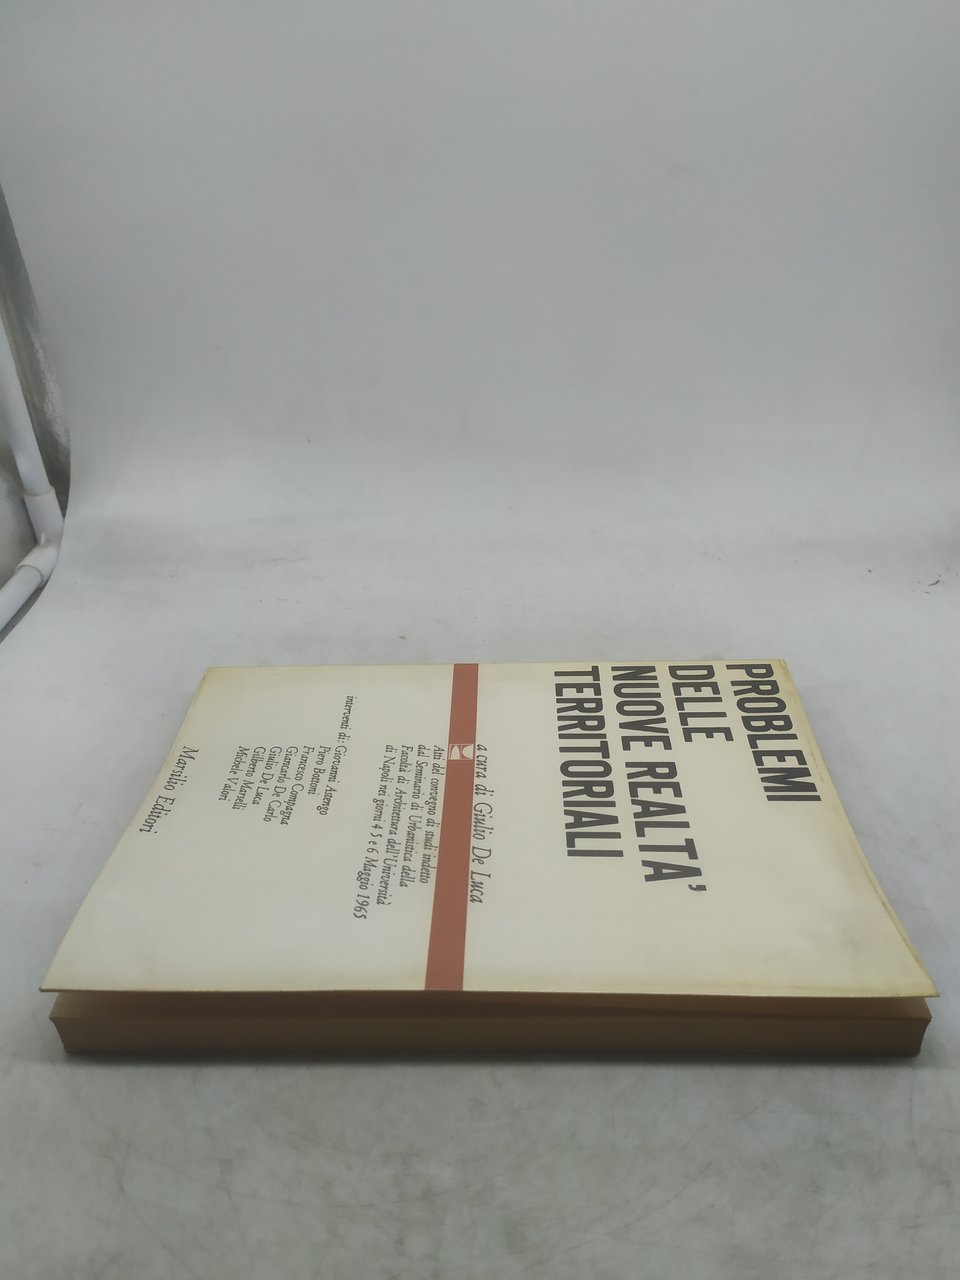 PROBLEMI
DELLE
NUOVE REALTA'
TERRITORIALI
a cura di Giulio De Luca
Atti del convegno di studi indetto
dal Seminario di Urbanistica della
Facoltà di Architettura dell'Università
di Napoli nei giorni 4 5 e 6 Maggio 1965
interventi di: Giovanni Astengo
Piero Bottoni
Francesco Compagna
Giancarlo De Carlo
Giulio De Luca
Gilberto Marselli
Michele Valori
Marsilio Editori